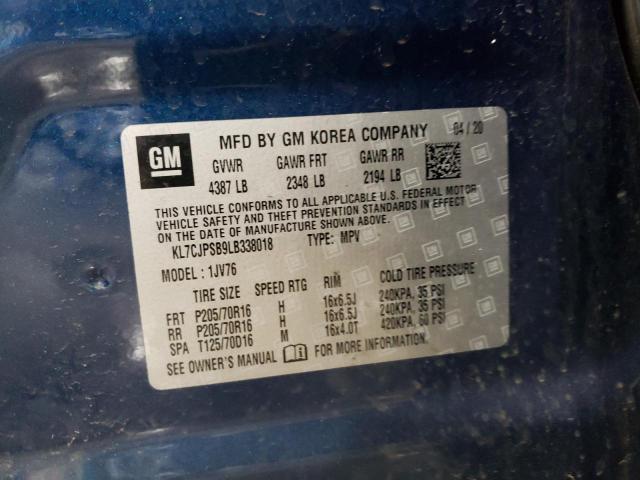 GM
MFD BY GM KOREA COMPANY 04/20
GVWR GAWR FRT GAWR RR
4387 LB 2348 LB 2194 LB
THIS VEHICLE CONFORMS TO ALL APPLICABLE U.S. FEDERAL MOTOR
VEHICLE SAFETY AND THEFT PREVENTION STANDARDS IN EFFECT
ON THE DATE OF MANUFACTURE SHOWN ABOVE.
KL7CJPSB9LB338018 TYPE: MPV
MODEL: 1JV76
TIRE SIZE SPEED RTG RIM COLD TIRE PRESSURE
FRT P205/70R16 H 16x6.5J 240KPA, 35 PSI
RR P205/70R16 H 16x6.5J 240KPA, 35 PSI
SPA T125/70D16 M 16x4.0T 420KPA, 60 PSI
SEE OWNER'S MANUAL FOR MORE INFORMATION.